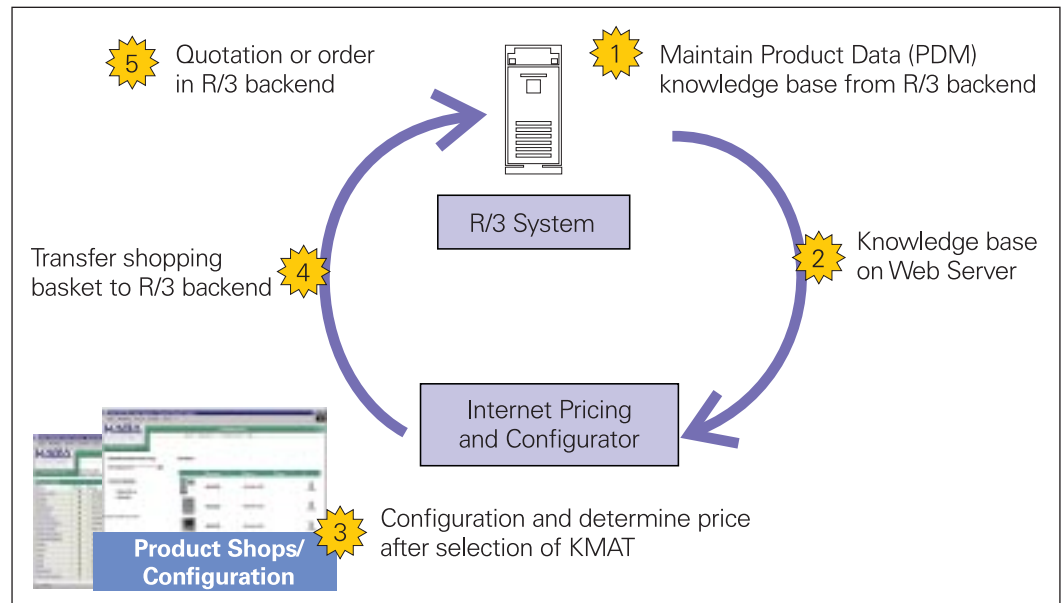 5
Quotation or order
in R/3 backend
1
Maintain Product Data (PDM)
knowledge base from R/3 backend
R/3 System
2
Knowledge base
on Web Server
Transfer shopping
basket to R/3 backend
4
Internet Pricing
and Configurator
3
Configuration and determine price
after selection of KMAT
Product Shops/
Configuration